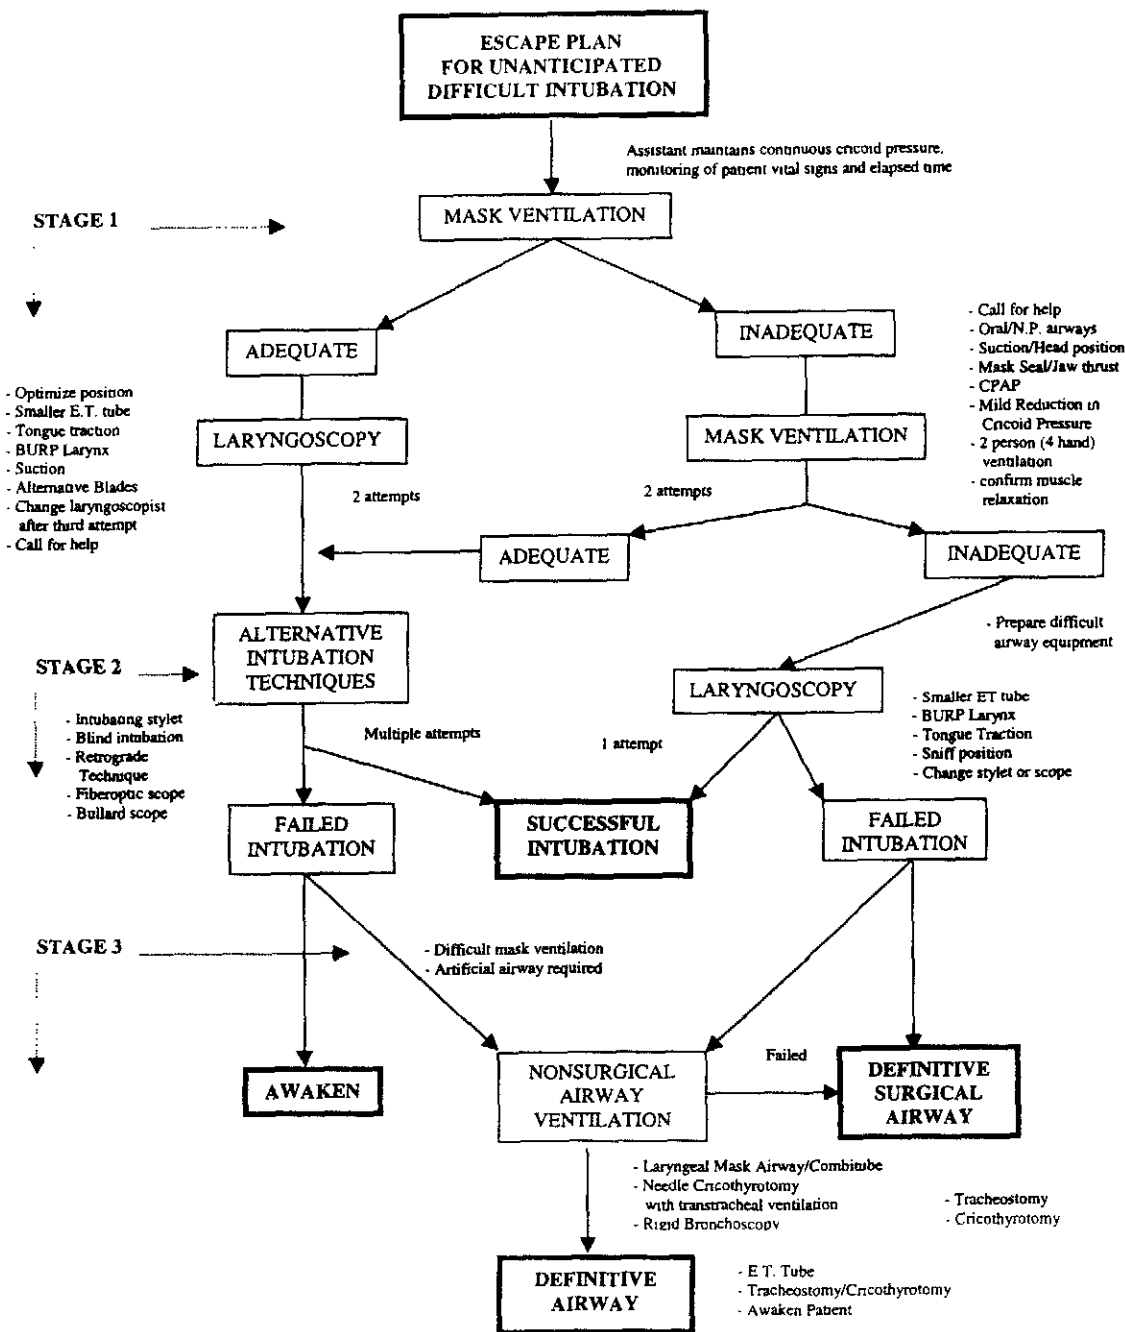 ESCAPE PLAN
FOR UNANTICIPATED
DIFFICULT INTUBATION
Assistant maintains continuous cricoid pressure,
monitoring of patient vital signs and elapsed time
STAGE 1
MASK VENTILATION
ADEQUATE
INADEQUATE
- Call for help
- Oral/N.P. airways
- Suction/Head position
- Mask Seal/Jaw thrust
- CPAP
- Mild Reduction in
Cricoid Pressure
- 2 person (4 hand)
ventilation
- confirm muscle
relaxation
- Optimize position
- Smaller E.T. tube
- Tongue traction
- BURP Larynx
- Suction
- Alternative Blades
- Change laryngoscopist
after third attempt
- Call for help
LARYNGOSCOPY
MASK VENTILATION
2 attempts
2 attempts
ADEQUATE
INADEQUATE
- Prepare difficult
airway equipment
STAGE 2
ALTERNATIVE
INTUBATION
TECHNIQUES
LARYNGOSCOPY
- Intubating stylet
- Blind intubation
- Retrograde
Technique
- Fiberoptic scope
- Bullard scope
Multiple attempts
1 attempt
- Smaller ET tube
- BURP Larynx
- Tongue Traction
- Sniff position
- Change stylet or scope
FAILED
INTUBATION
SUCCESSFUL
INTUBATION
FAILED
INTUBATION
STAGE 3
- Difficult mask ventilation
- Artificial airway required
AWAKEN
NONSURGICAL
AIRWAY
VENTILATION
Failed
DEFINITIVE
SURGICAL
AIRWAY
- Laryngeal Mask Airway/Combitube
- Needle Cricothyrotomy
with transtracheal ventilation
- Rigid Bronchoscopy
- Tracheostomy
- Cricothyrotomy
DEFINITIVE
AIRWAY
- E T. Tube
- Tracheostomy/Cricothyrotomy
- Awaken Patient